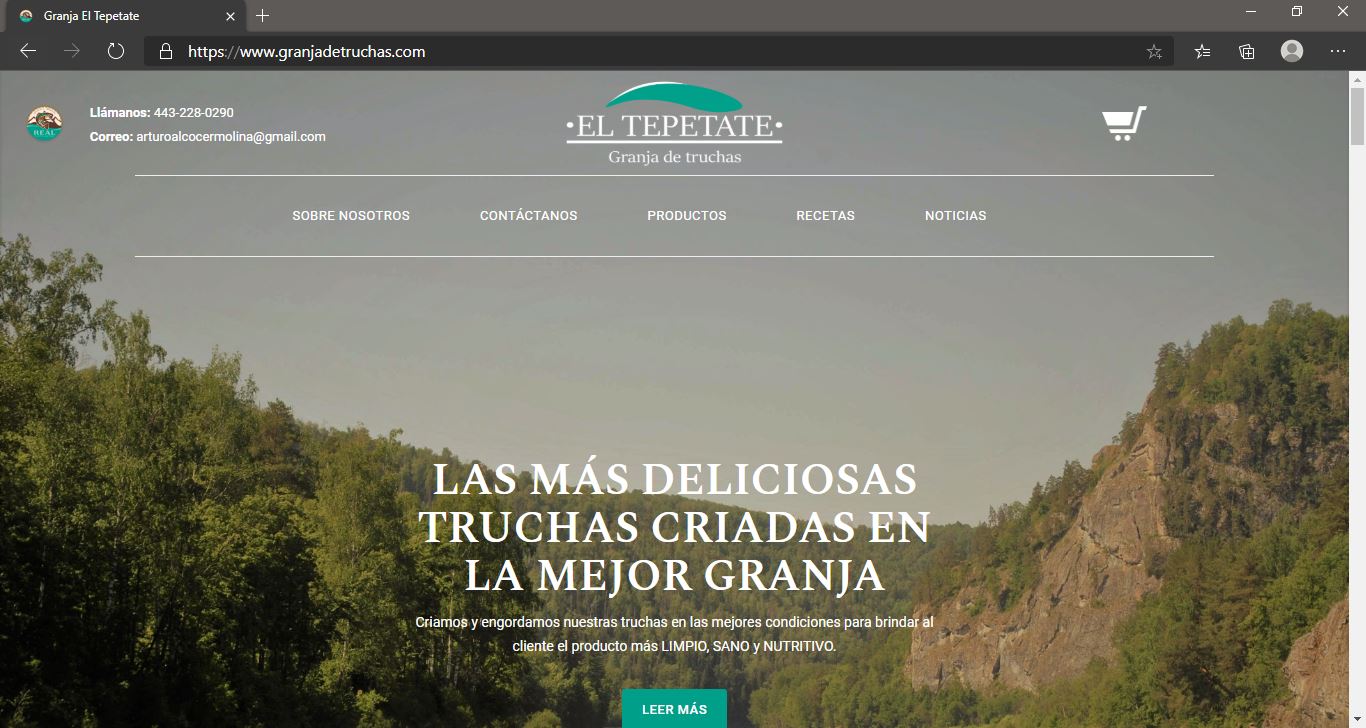 Granja El Tepetate
https://www.granjadetruchas.com
REAL
Llámanos: 443-228-0290
Correo: arturoalcocermolina@gmail.com
•EL TEPETATE•
Granja de truchas
SOBRE NOSOTROS
CONTÁCTANOS
PRODUCTOS
RECETAS
NOTICIAS
LAS MÁS DELICIOSAS
TRUCHAS CRIADAS EN
LA MEJOR GRANJA
Criamos y engordamos nuestras truchas en las mejores condiciones para brindar al
cliente el producto más LIMPIO, SANO y NUTRITIVO.
LEER MÁS